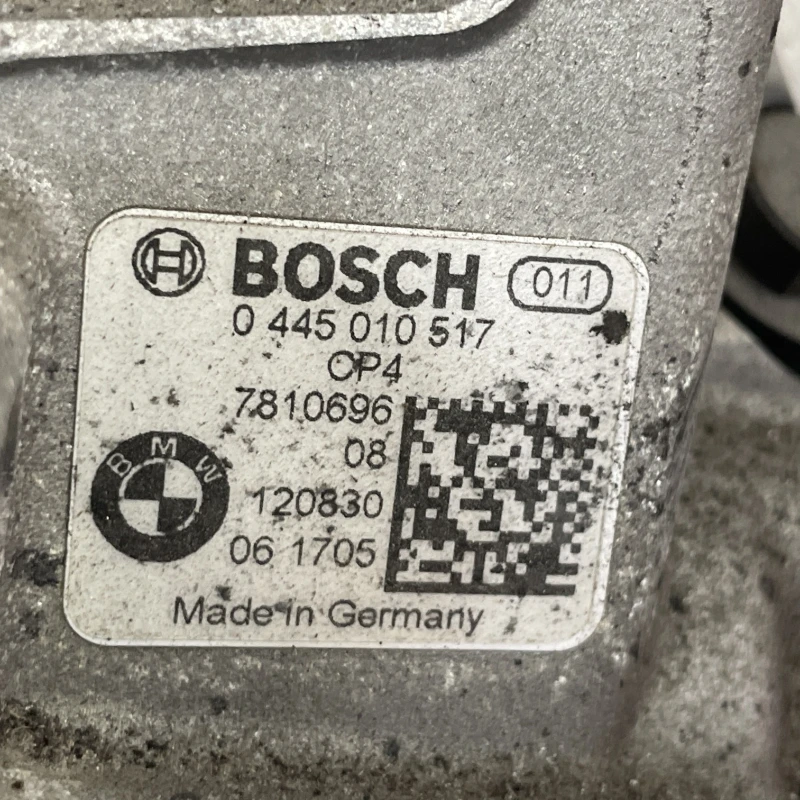 BOSCH 011
0 445 010 517
CP4
7810696
08
BMW
120830
06 1705
Made in Germany